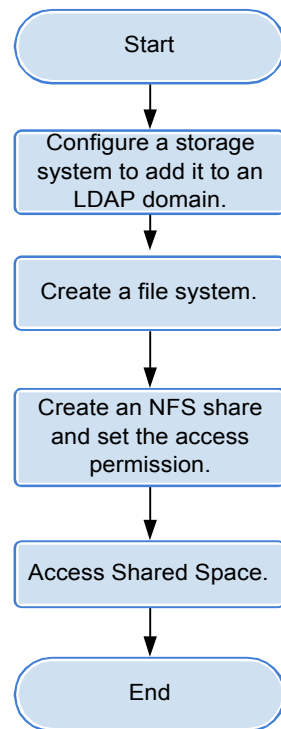 Start
Configure a storage
system to add it to an
LDAP domain.
Create a file system.
Create an NFS share
and set the access
permission.
Access Shared Space.
End